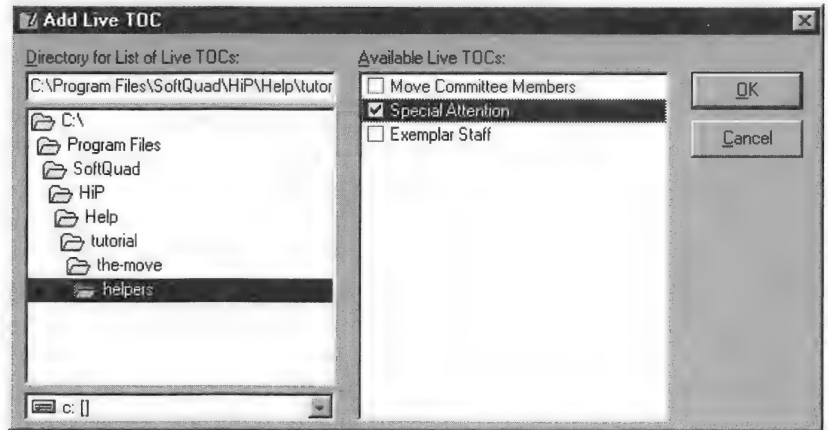 Add Live TOC
Directory for List of Live TOCs:
C:\Program Files\SoftQuad\HiP\Help\tutor
C:\
Program Files
SoftQuad
HiP
Help
tutorial
the-move
helpers
c: []
Available Live TOCs:
Move Committee Members
Special Attention
Exemplar Staff
OK
Cancel